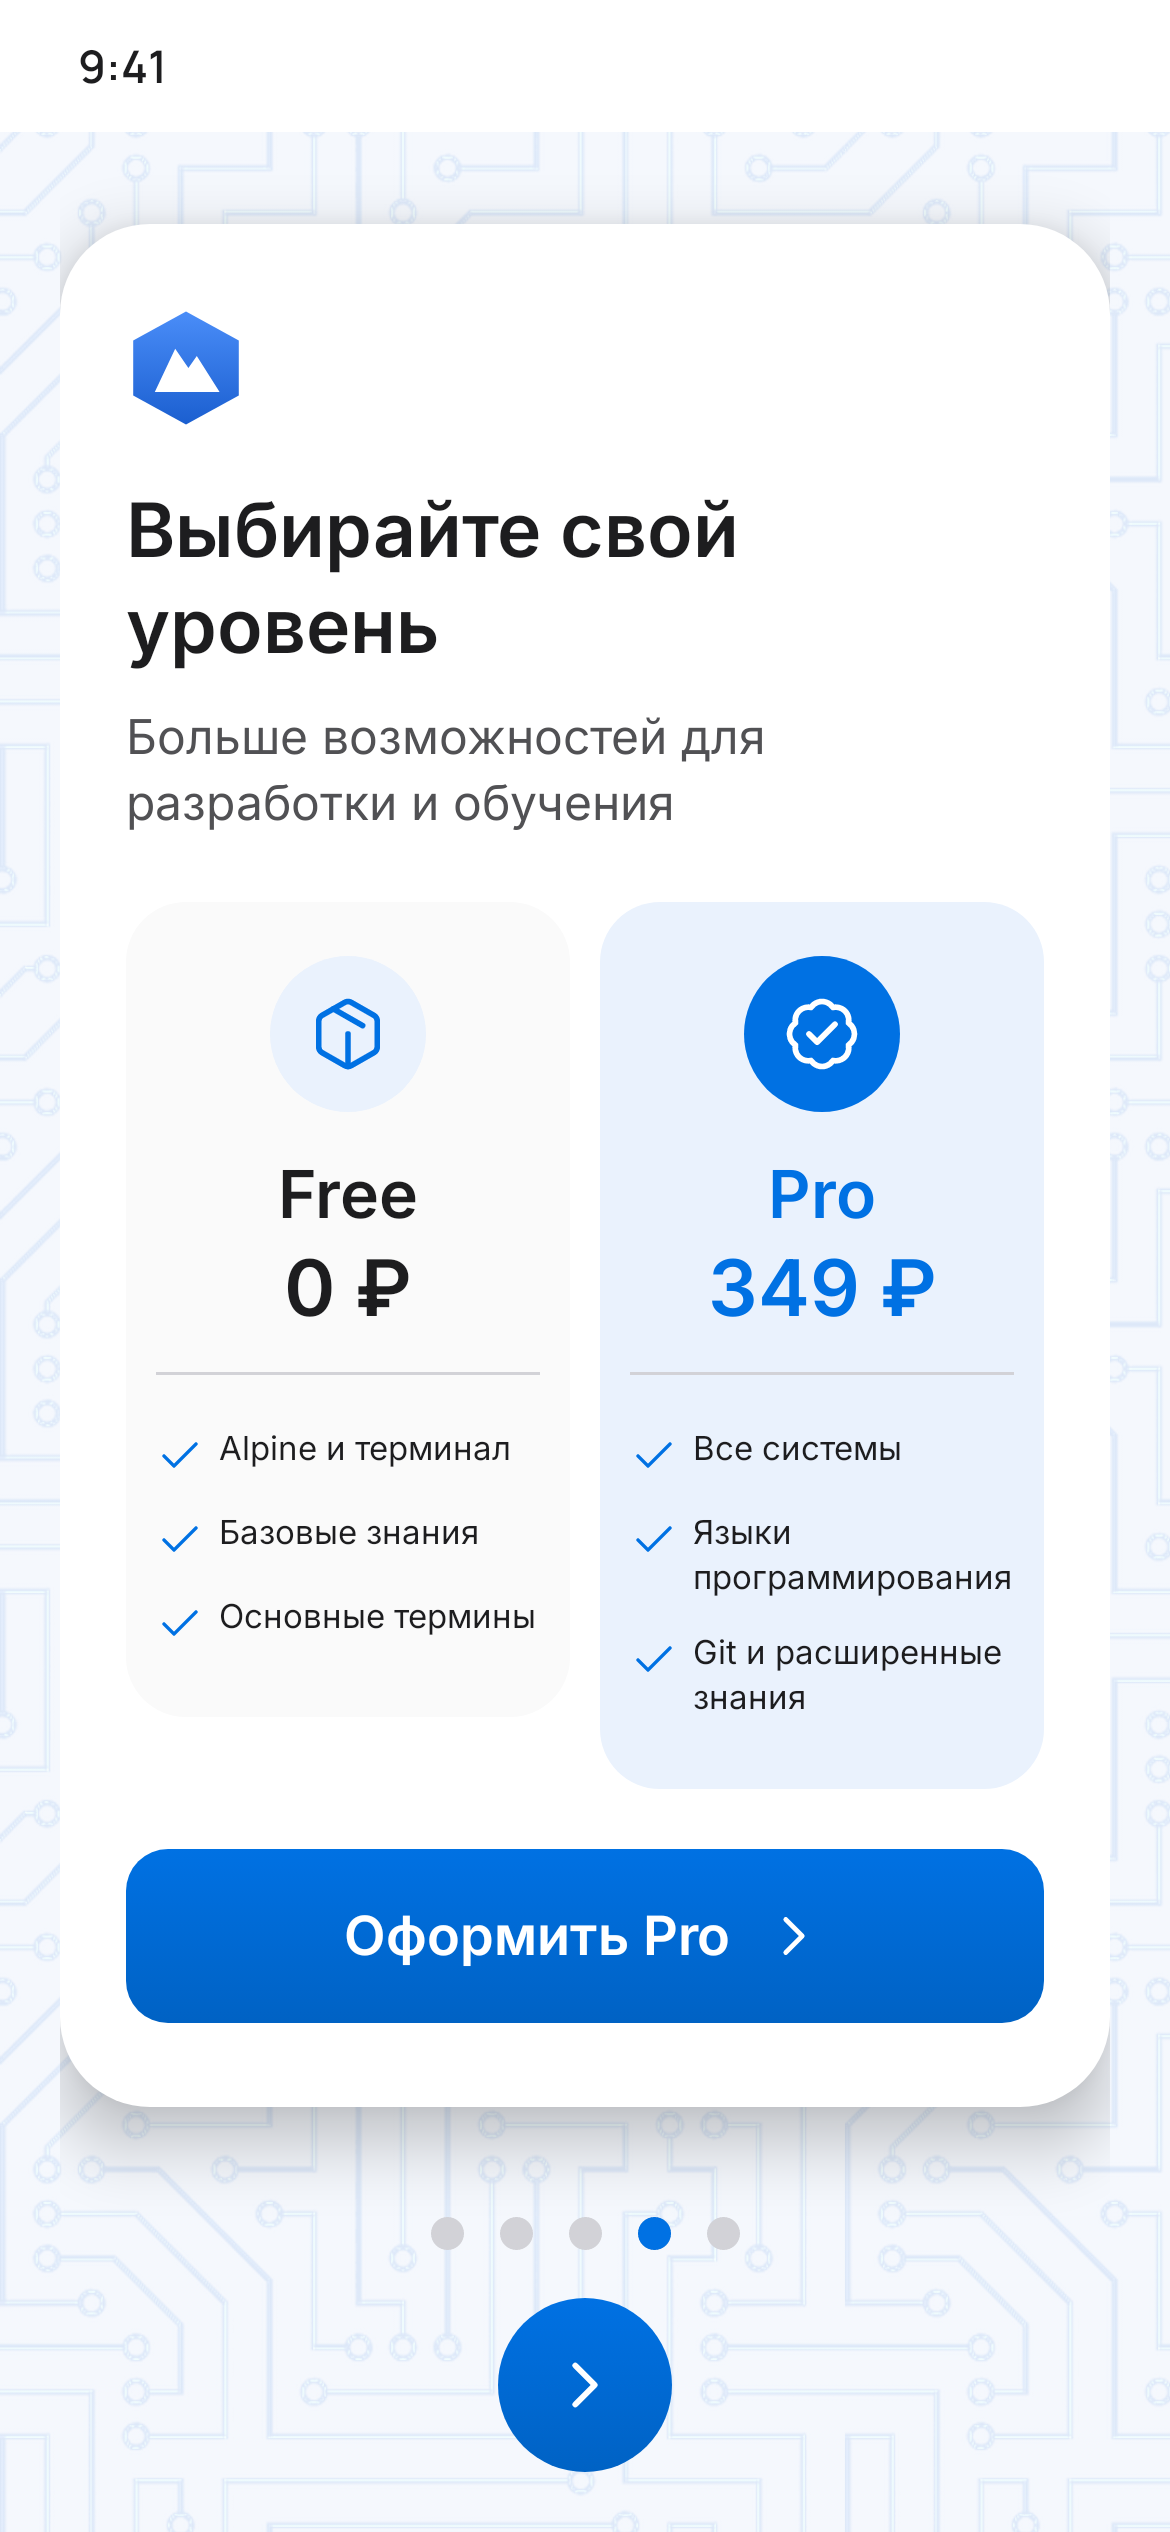 9:41
Выбирайте свой
уровень
Больше возможностей для
разработки и обучения
Free
0 ₽
Alpine и терминал
Базовые знания
Основные термины
Pro
349 ₽
Все системы
Языки
программирования
Git и расширенные
знания
Оформить Pro